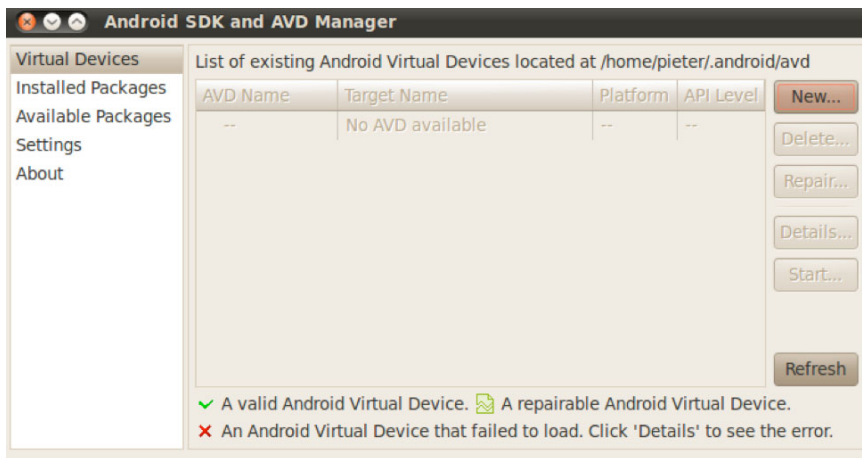 Android SDK and AVD Manager
Virtual Devices
Installed Packages
Available Packages
Settings
About
List of existing Android Virtual Devices located at /home/pieter/.android/avd
AVD Name Target Name Platform API Level
-- No AVD available -- --
New...
Delete...
Repair...
Details...
Start...
Refresh
A valid Android Virtual Device. A repairable Android Virtual Device.
An Android Virtual Device that failed to load. Click 'Details' to see the error.